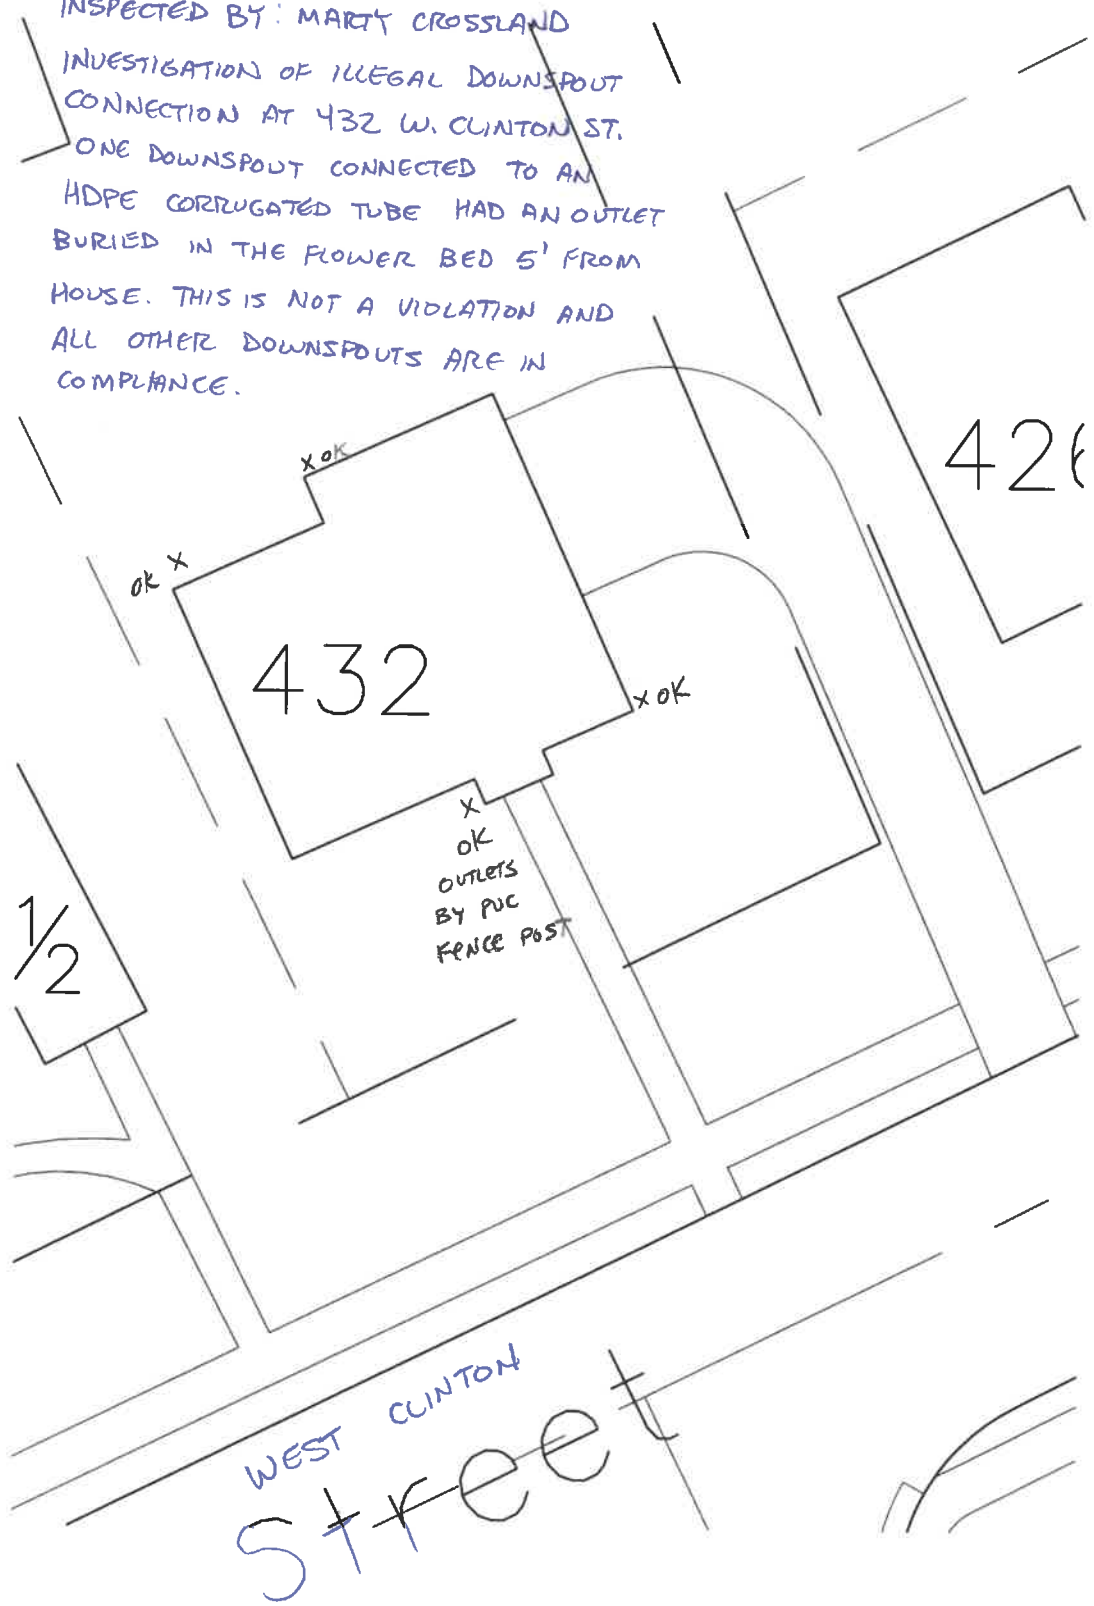 INSPECTED BY: MARTY CROSSLAND
INVESTIGATION OF ILLEGAL DOWNSPOUT
CONNECTION AT 432 W. CLINTON ST.
ONE DOWNSPOUT CONNECTED TO AN
HDPE CORRUGATED TUBE HAD AN OUTLET
BURIED IN THE FLOWER BED 5' FROM
HOUSE. THIS IS NOT A VIOLATION AND
ALL OTHER DOWNSPOUTS ARE IN
COMPLIANCE.
X OK
OK X
426
432
X OK
X
OK
OUTLETS
BY PVC
FENCE POST
1/2
WEST CLINTON
Street